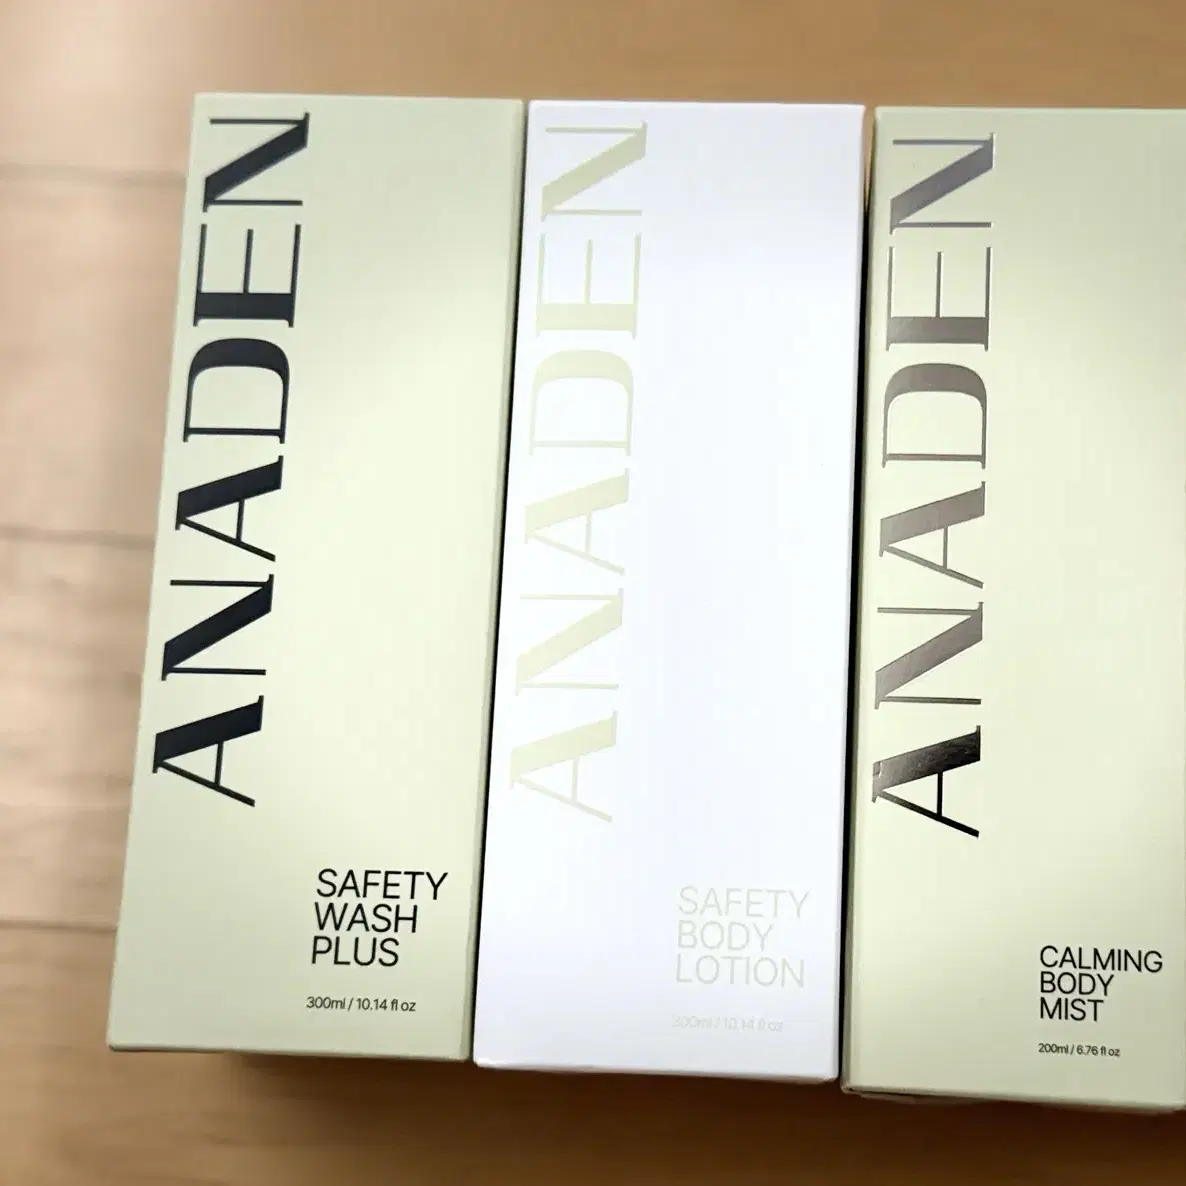 ANADEN
SAFETY
WASH
PLUS
300ml / 10.14 fl oz
ANADEN
SAFETY
BODY
LOTION
300ml / 10.14 fl oz
ANADEN
CALMING
BODY
MIST
200ml / 6.76 fl oz